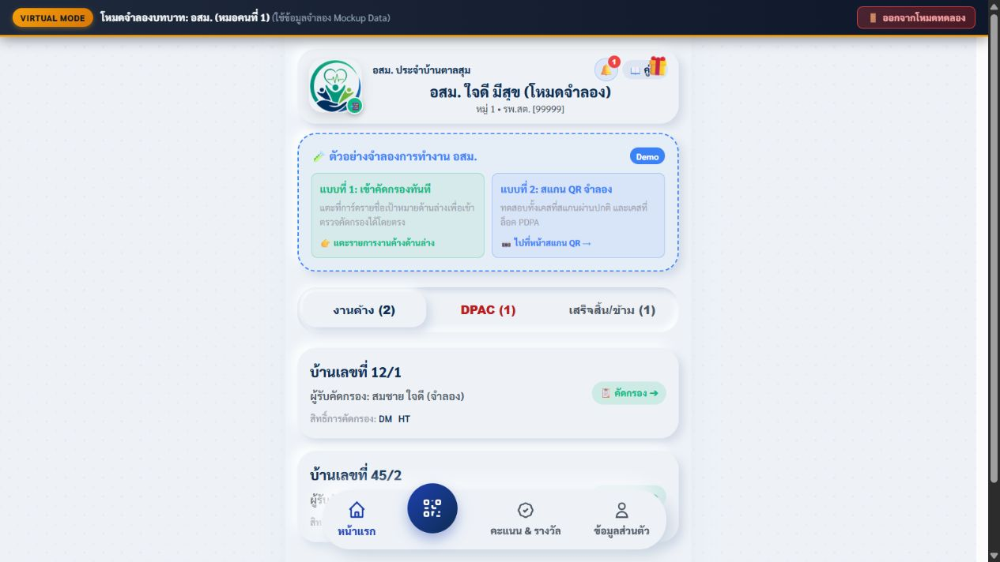 VIRTUAL MODE โหมดจำลองบทบาท: อสม. (หมอคนที่ 1) (ใช้ข้อมูลจำลอง Mockup Data)
ออกจากโหมดทดลอง
อสม. ประจำบ้านตาลสุม
1
อสม. ใจดี มีสุข (โหมดจำลอง)
หมู่ 1 • รพ.สต. [99999]
ตัวอย่างจำลองการทำงาน อสม.
Demo
แบบที่ 1: เข้าคัดกรองทันที
แตะที่การ์ดรายชื่อเป้าหมายด้านล่างเพื่อเข้า
ตรวจคัดกรองได้โดยตรง
แตะรายการงานค้างด้านล่าง
แบบที่ 2: สแกน QR จำลอง
ทดสอบทั้งเคสที่สแกนผ่านปกติ และเคสที่
ล็อค PDPA
ไปที่หน้าสแกน QR →
งานค้าง (2)
DPAC (1)
เสร็จสิ้น/ข้าม (1)
บ้านเลขที่ 12/1
ผู้รับคัดกรอง: สมชาย ใจดี (จำลอง)
สิทธิ์การคัดกรอง: DM HT
คัดกรอง ➔
บ้านเลขที่ 45/2
หน้าแรก
คะแนน & รางวัล
ข้อมูลส่วนตัว